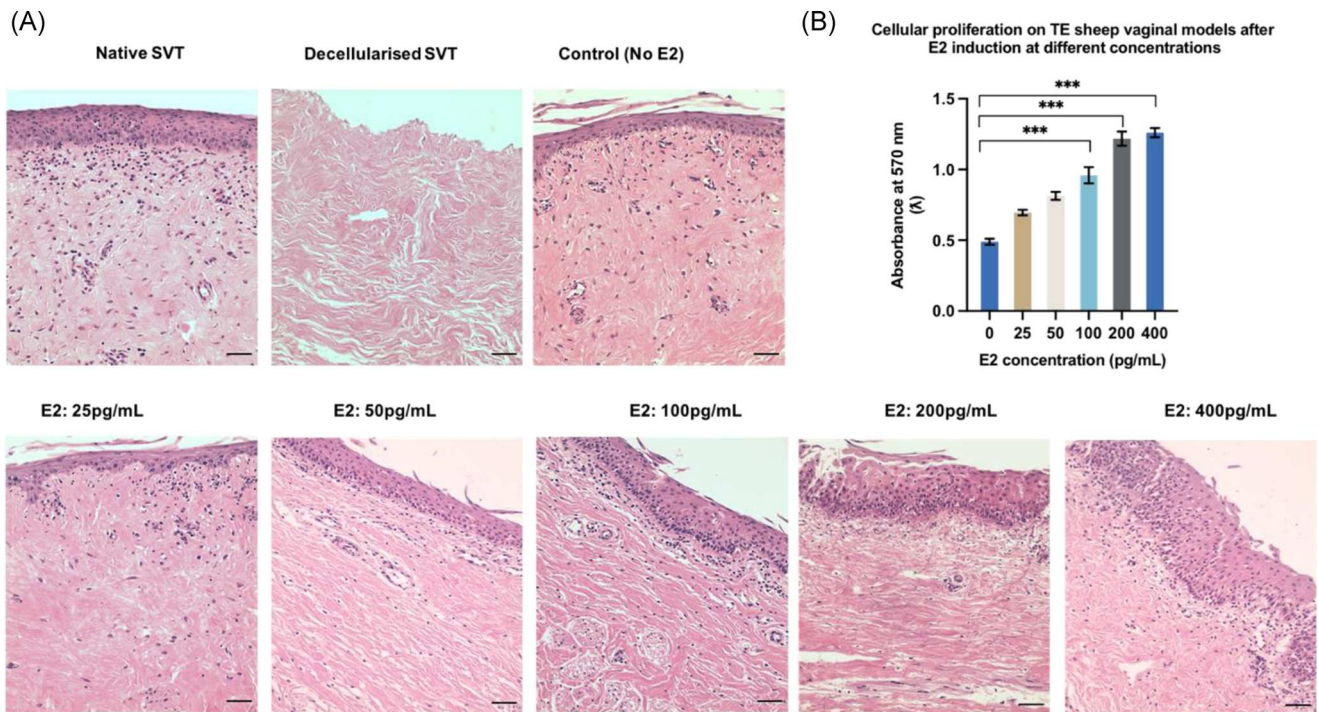 (A)
Native SVT
Decellularised SVT
Control (No E2)
(B)
Cellular proliferation on TE sheep vaginal models after
E2 induction at different concentrations
***
***
***
1.5
1.0
0.5
0.0
Absorbance at 570 nm
(λ)
0 25 50 100 200 400
E2 concentration (pg/mL)
E2: 25pg/mL
E2: 50pg/mL
E2: 100pg/mL
E2: 200pg/mL
E2: 400pg/mL